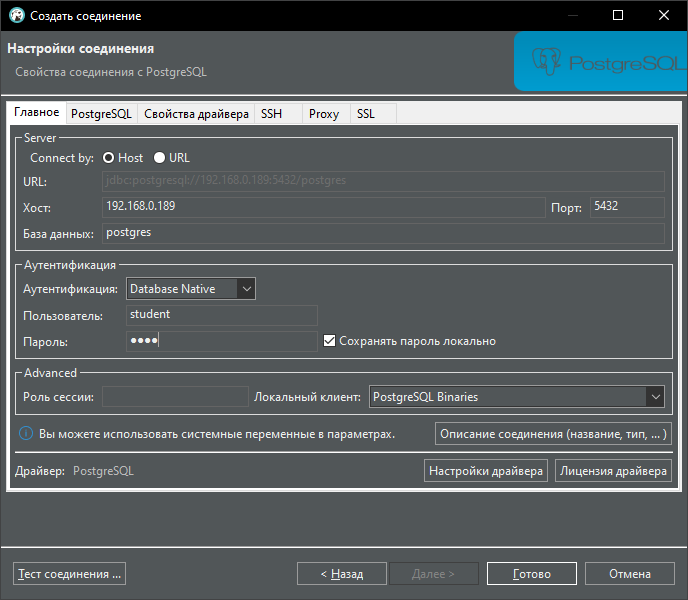 Создать соединение
Настройки соединения
Свойства соединения с PostgreSQL
PostgreSQL
Главное PostgreSQL Свойства драйвера SSH Proxy SSL
Server
Connect by: Host URL
URL: jdbc:postgresql://192.168.0.189:5432/postgres
Хост: 192.168.0.189 Порт: 5432
База данных: postgres
Аутентификация
Аутентификация: Database Native
Пользователь: student
Пароль: ●●●● Сохранять пароль локально
Advanced
Роль сессии: Локальный клиент: PostgreSQL Binaries
Вы можете использовать системные переменные в параметрах. Описание соединения (название, тип, ... )
Драйвер: PostgreSQL Настройки драйвера Лицензия драйвера
Тест соединения ... < Назад Далее > Готово Отмена